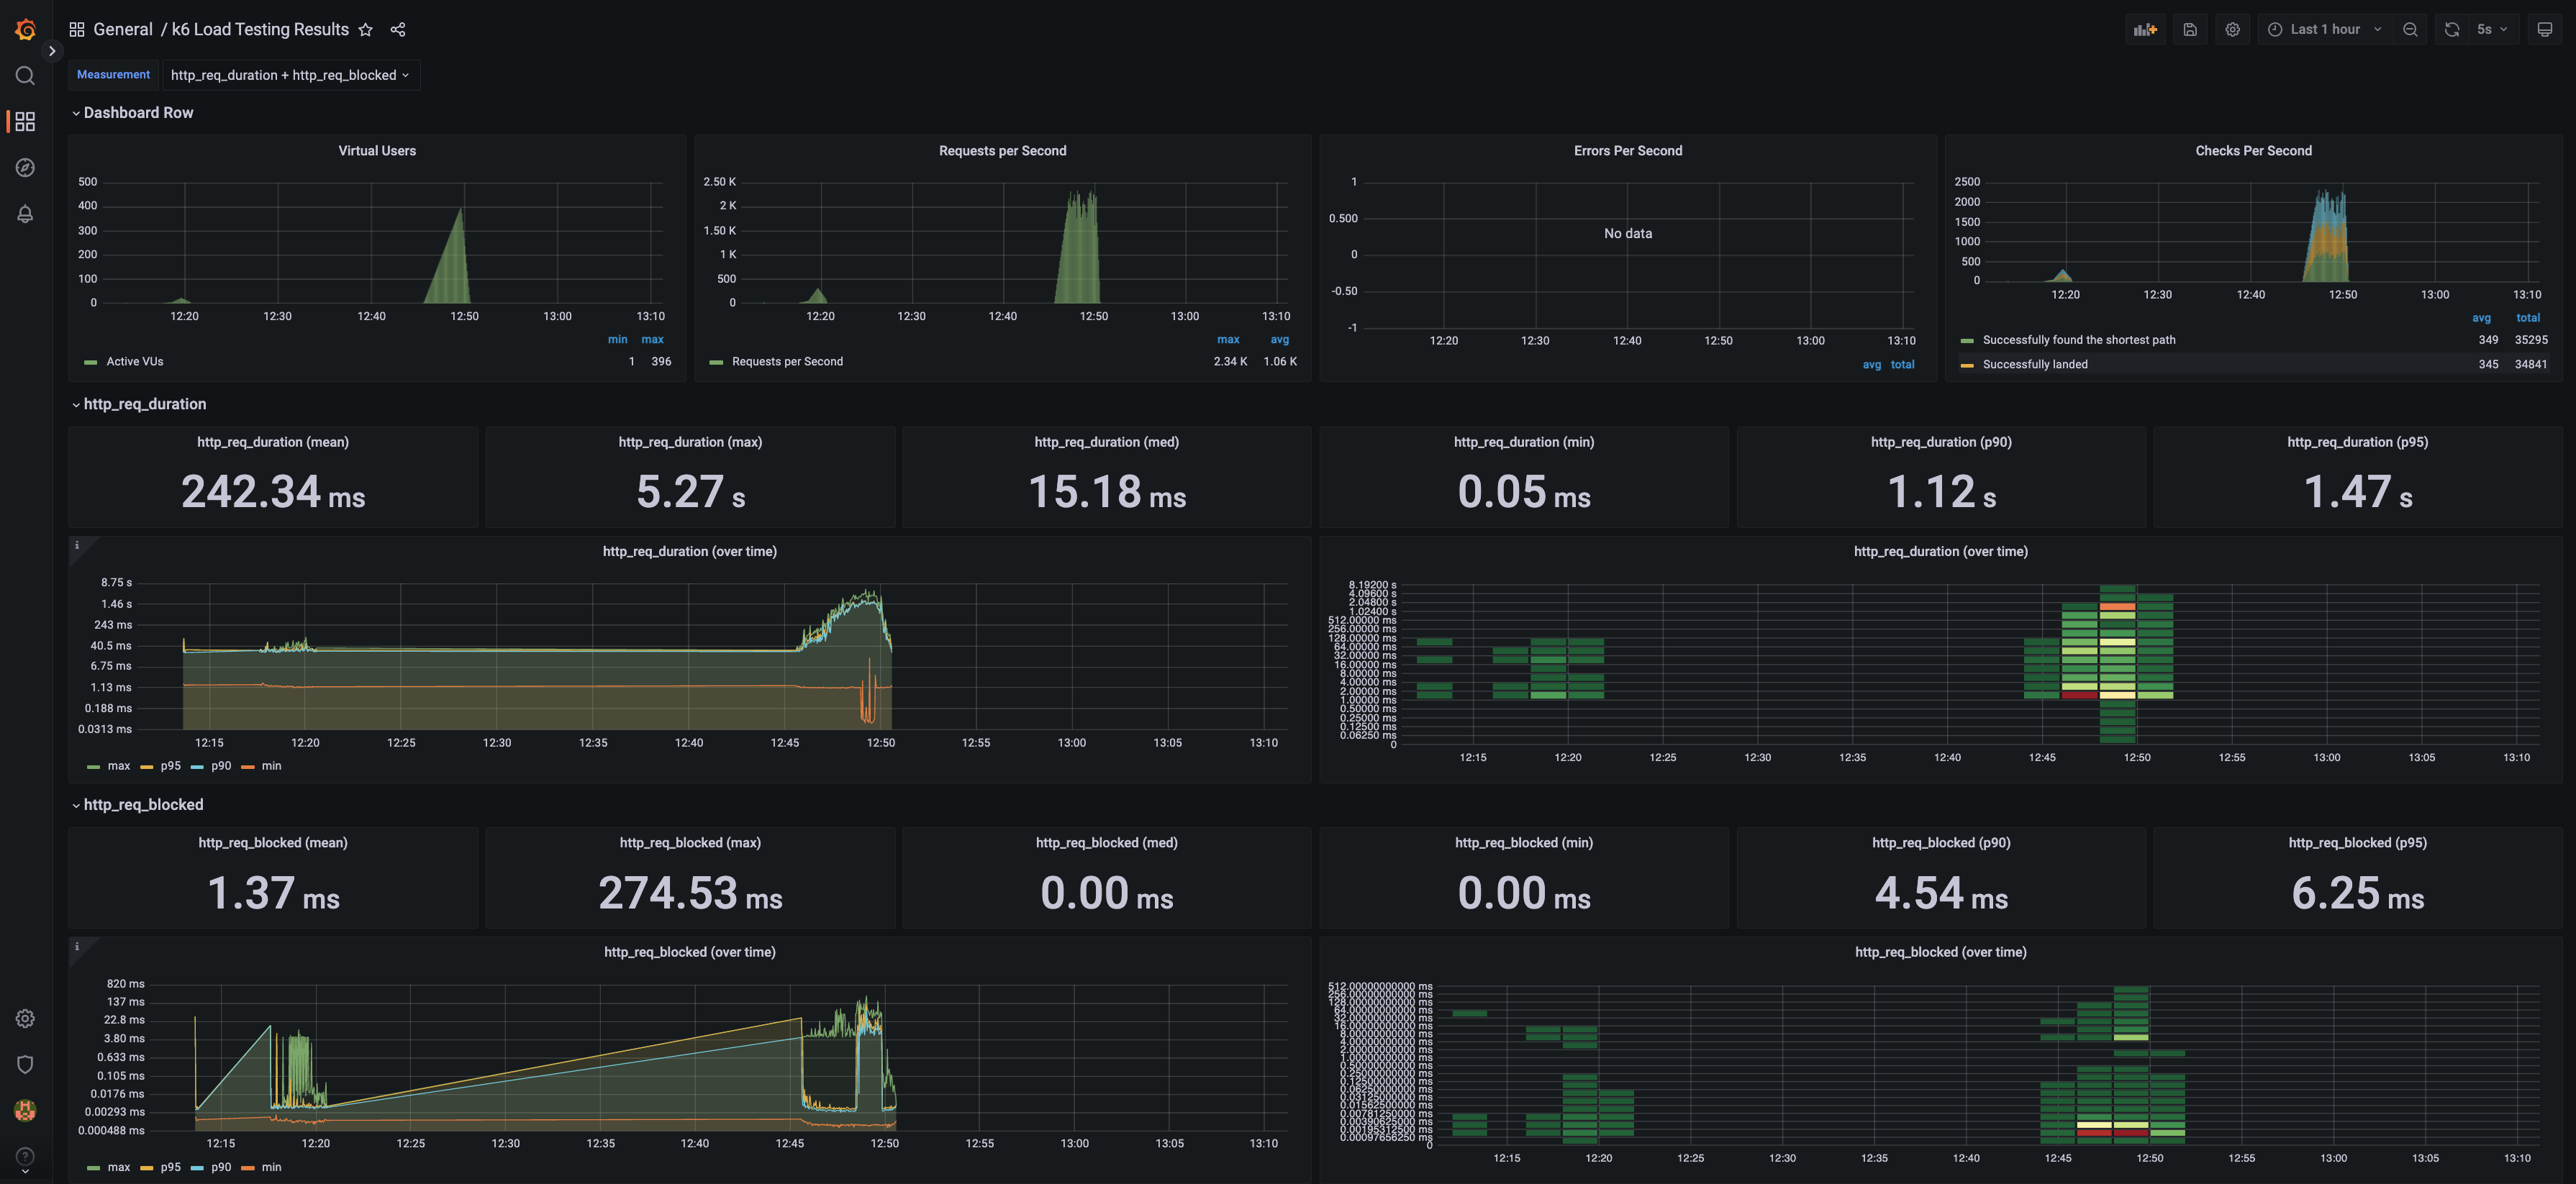 General / k6 Load Testing Results
Last 1 hour
5s
Measurement
http_req_duration + http_req_blocked
Dashboard Row
Virtual Users
500
400
300
200
100
0
12:20 12:30 12:40 12:50 13:00 13:10
min max
Active VUs 1 396
Requests per Second
2.50 K
2 K
1.50 K
1 K
500
0
12:20 12:30 12:40 12:50 13:00 13:10
max avg
Requests per Second 2.34 K 1.06 K
Errors Per Second
1
0.500
0
-0.50
-1
No data
12:20 12:30 12:40 12:50 13:00 13:10
avg total
Checks Per Second
2500
2000
1500
1000
500
0
12:20 12:30 12:40 12:50 13:00 13:10
avg total
Successfully found the shortest path 349 35295
Successfully landed 345 34841
http_req_duration
http_req_duration (mean)
242.34 ms
http_req_duration (max)
5.27 s
http_req_duration (med)
15.18 ms
http_req_duration (min)
0.05 ms
http_req_duration (p90)
1.12 s
http_req_duration (p95)
1.47 s
http_req_duration (over time)
8.75 s
1.46 s
243 ms
40.5 ms
6.75 ms
1.13 ms
0.188 ms
0.0313 ms
12:15 12:20 12:25 12:30 12:35 12:40 12:45 12:50 12:55 13:00 13:05 13:10
max p95 p90 min
http_req_duration (over time)
8.19200 s
4.09600 s
2.04800 s
1.02400 s
512.00000 ms
256.00000 ms
128.00000 ms
64.00000 ms
32.00000 ms
16.00000 ms
8.00000 ms
4.00000 ms
2.00000 ms
1.00000 ms
0.50000 ms
0.25000 ms
0.12500 ms
0.06250 ms
0
12:15 12:20 12:25 12:30 12:35 12:40 12:45 12:50 12:55 13:00 13:05 13:10
http_req_blocked
http_req_blocked (mean)
1.37 ms
http_req_blocked (max)
274.53 ms
http_req_blocked (med)
0.00 ms
http_req_blocked (min)
0.00 ms
http_req_blocked (p90)
4.54 ms
http_req_blocked (p95)
6.25 ms
http_req_blocked (over time)
820 ms
137 ms
22.8 ms
3.80 ms
0.633 ms
0.105 ms
0.0176 ms
0.00293 ms
0.000488 ms
12:15 12:20 12:25 12:30 12:35 12:40 12:45 12:50 12:55 13:00 13:05 13:10
max p95 p90 min
http_req_blocked (over time)
512.00000000000 ms
0.00097656250 ms
0
12:15 12:20 12:25 12:30 12:35 12:40 12:45 12:50 12:55 13:00 13:05 13:10